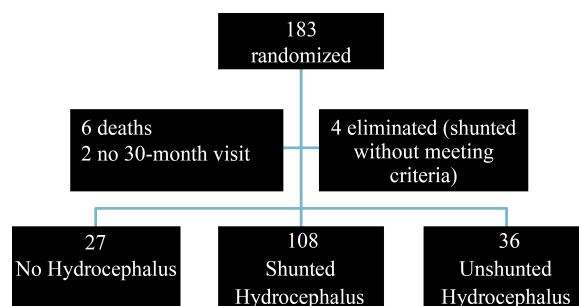 183
randomized
6 deaths
2 no 30-month visit
4 eliminated (shunted
without meeting
criteria)
27
No Hydrocephalus
108
Shunted
Hydrocephalus
36
Unshunted
Hydrocephalus